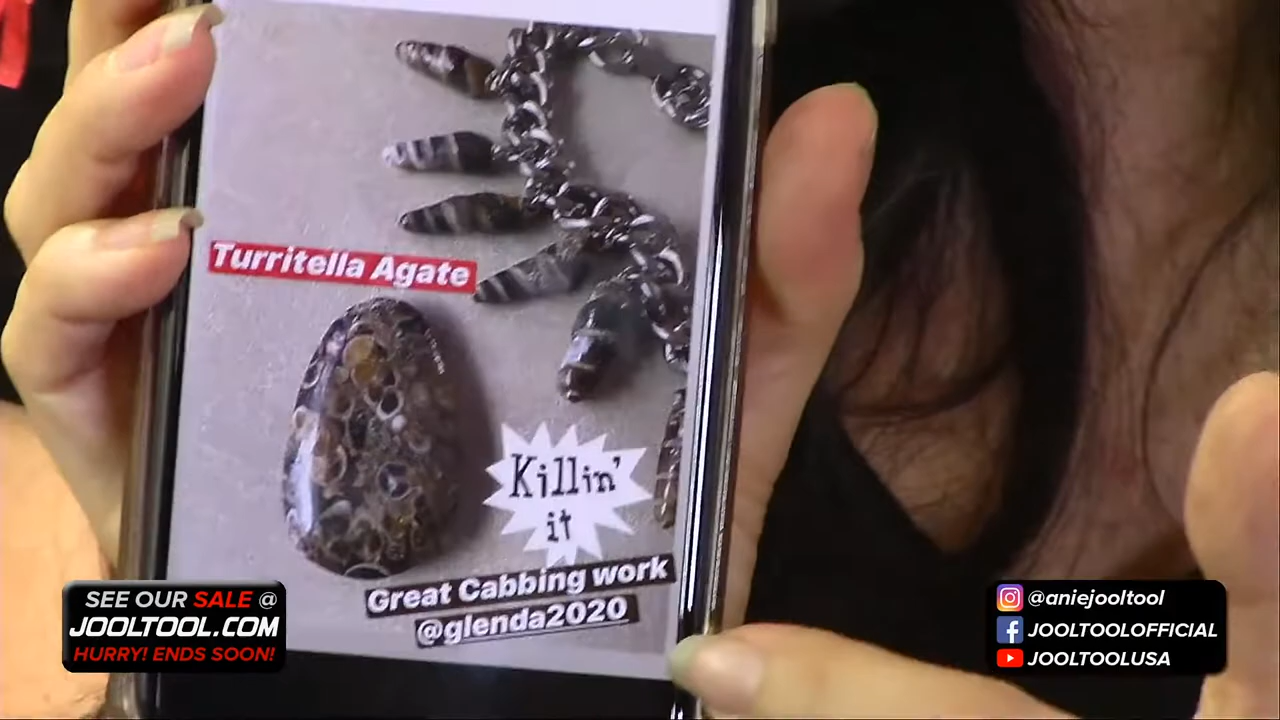 Turritella Agate
Killin'
it
Great Cabbing work
@glenda2020
SEE OUR SALE @
JOOLTOOL.COM
HURRY! ENDS SOON!
@aniejooltool
JOOLTOOLOFFICIAL
JOOLTOOLUSA